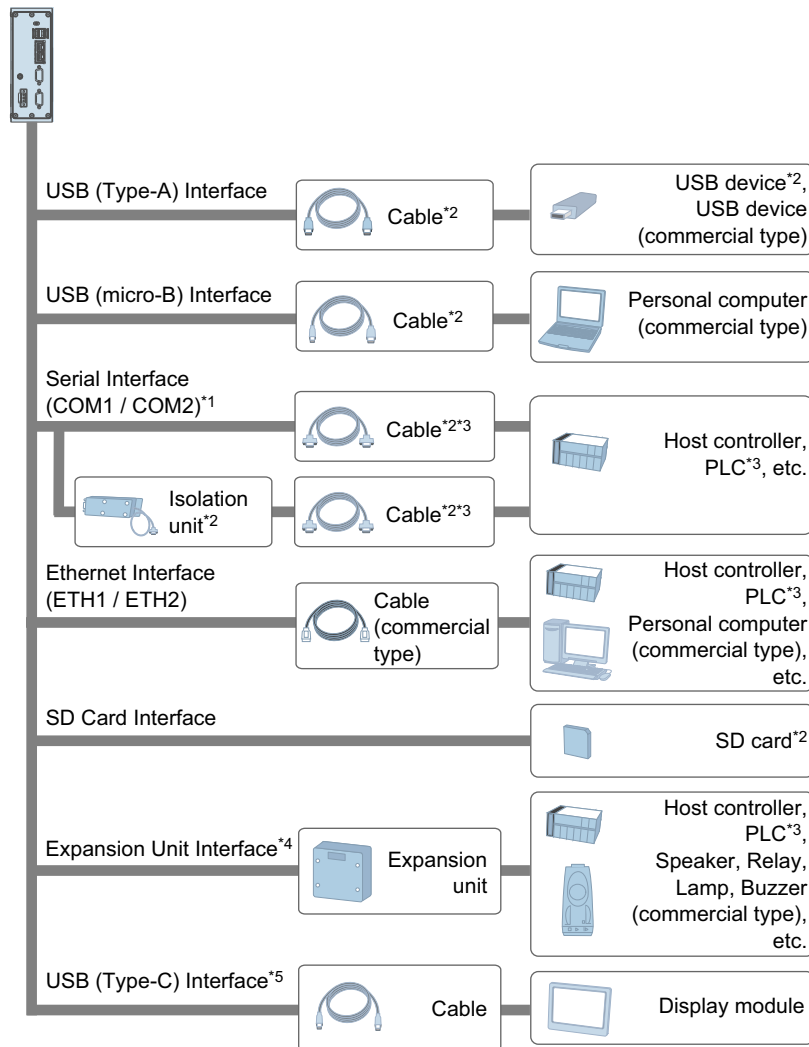 USB (Type-A) Interface
Cable*2
USB device*2,
USB device
(commercial type)
USB (micro-B) Interface
Cable*2
Personal computer
(commercial type)
Serial Interface
(COM1 / COM2)*1
Cable*2*3
Host controller,
PLC*3, etc.
Isolation
unit*2
Cable*2*3
Ethernet Interface
(ETH1 / ETH2)
Cable
(commercial
type)
Host controller,
PLC*3,
Personal computer
(commercial type),
etc.
SD Card Interface
SD card*2
Expansion Unit Interface*4
Expansion
unit
Host controller,
PLC*3,
Speaker, Relay,
Lamp, Buzzer
(commercial type),
etc.
USB (Type-C) Interface*5
Cable
Display module